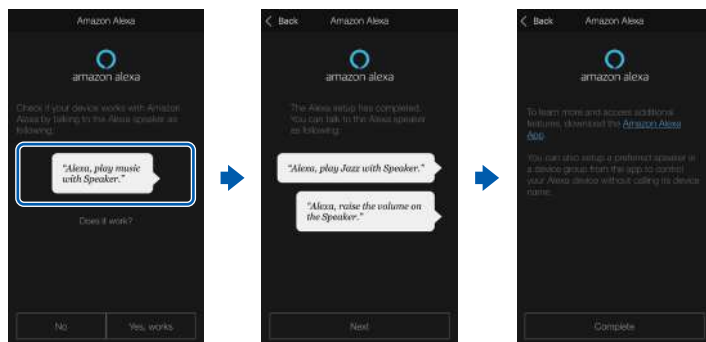 Amazon Alexa
amazon alexa
Check if your device works with Amazon
Alexa by talking to the Alexa speaker as
following:
"Alexa, play music
with Speaker."
Does it work?
No
Yes, works
Back
Amazon Alexa
amazon alexa
The Alexa setup has completed.
You can talk to the Alexa speaker
as following:
"Alexa, play Jazz with Speaker."
"Alexa, raise the volume on
the Speaker."
Next
Back
Amazon Alexa
amazon alexa
To learn more and access additional
features, download the Amazon Alexa
App.
You can also setup a preferred speaker or
a device group from the app to control
your Alexa device without calling its device
name.
Complete